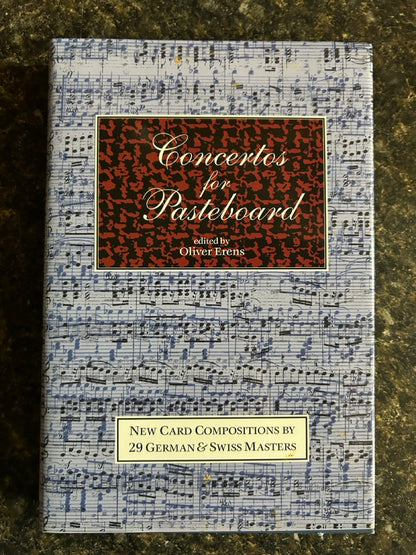 Concertos
for
Pasteboard
edited by
Oliver Erens
NEW CARD COMPOSITIONS BY
29 GERMAN & SWISS MASTERS